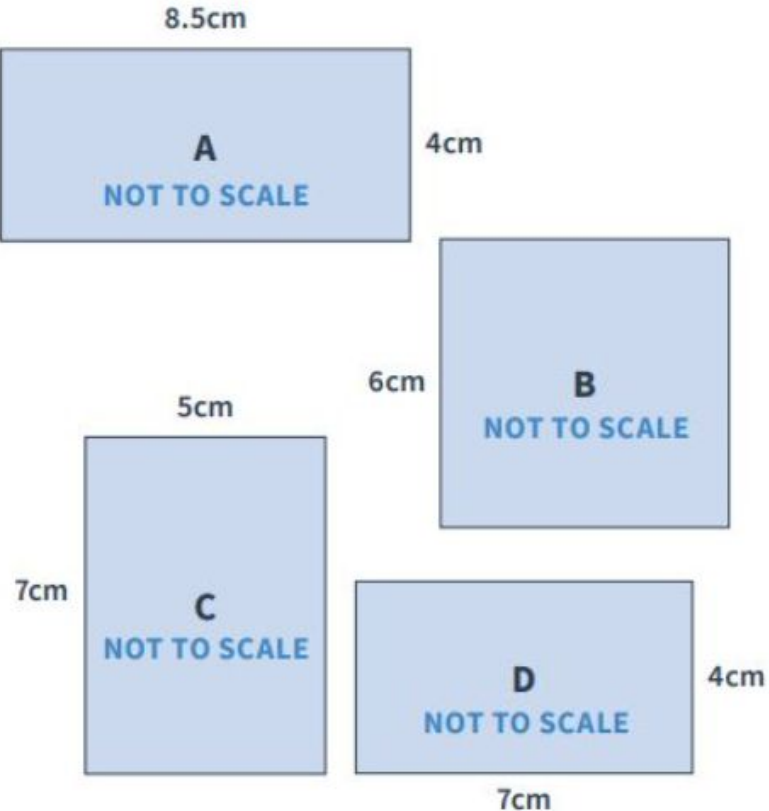 8.5cm
A
4cm
NOT TO SCALE
6cm
B
NOT TO SCALE
5cm
7cm
C
NOT TO SCALE
D
4cm
NOT TO SCALE
7cm